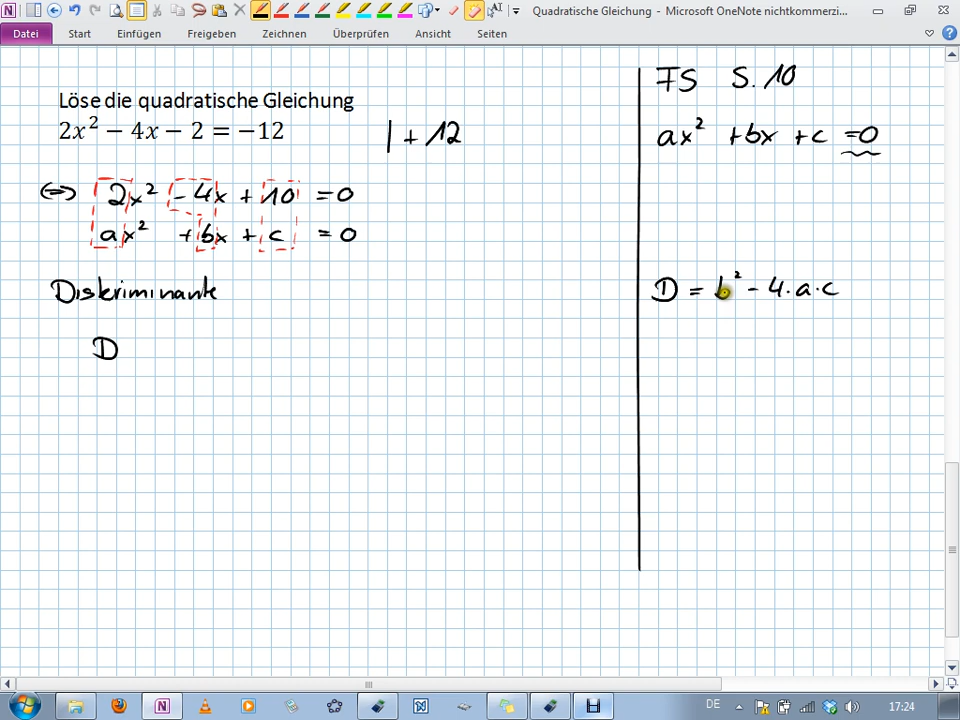 Quadratische Gleichung - Microsoft OneNote nichtkommerzi...
Datei Start Einfügen Freigeben Zeichnen Überprüfen Ansicht Seiten
Löse die quadratische Gleichung
2x² − 4x − 2 = −12 | + 12
⇔ 2x² - 4x + 10 = 0
ax² + bx + c = 0
Diskriminante
D
FS S. 10
ax² + bx + c = 0
D = b² - 4·a·c
DE 17:24